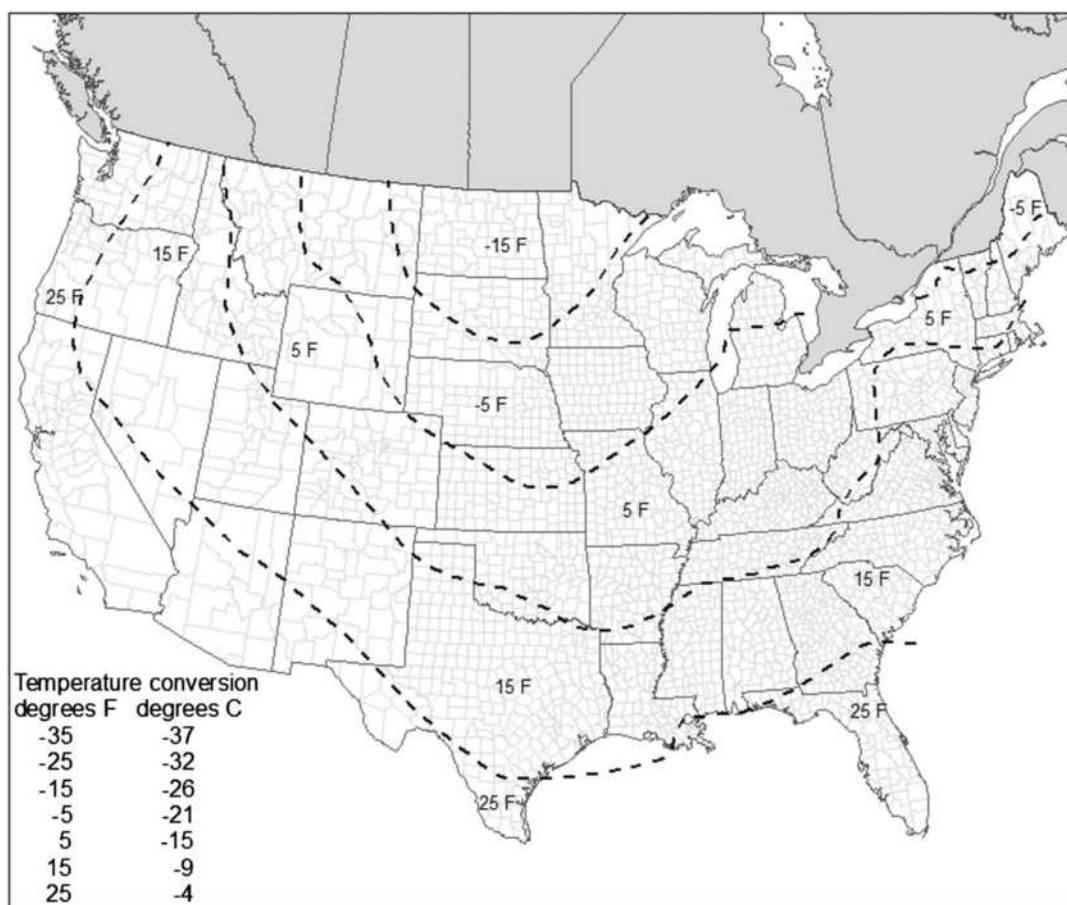 -5 F
15 F
-15 F
25 F
5 F
5 F
-5 F
5 F
15 F
15 F
25 F
25 F
Temperature conversion
degrees F degrees C
-35 -37
-25 -32
-15 -26
-5 -21
5 -15
15 -9
25 -4